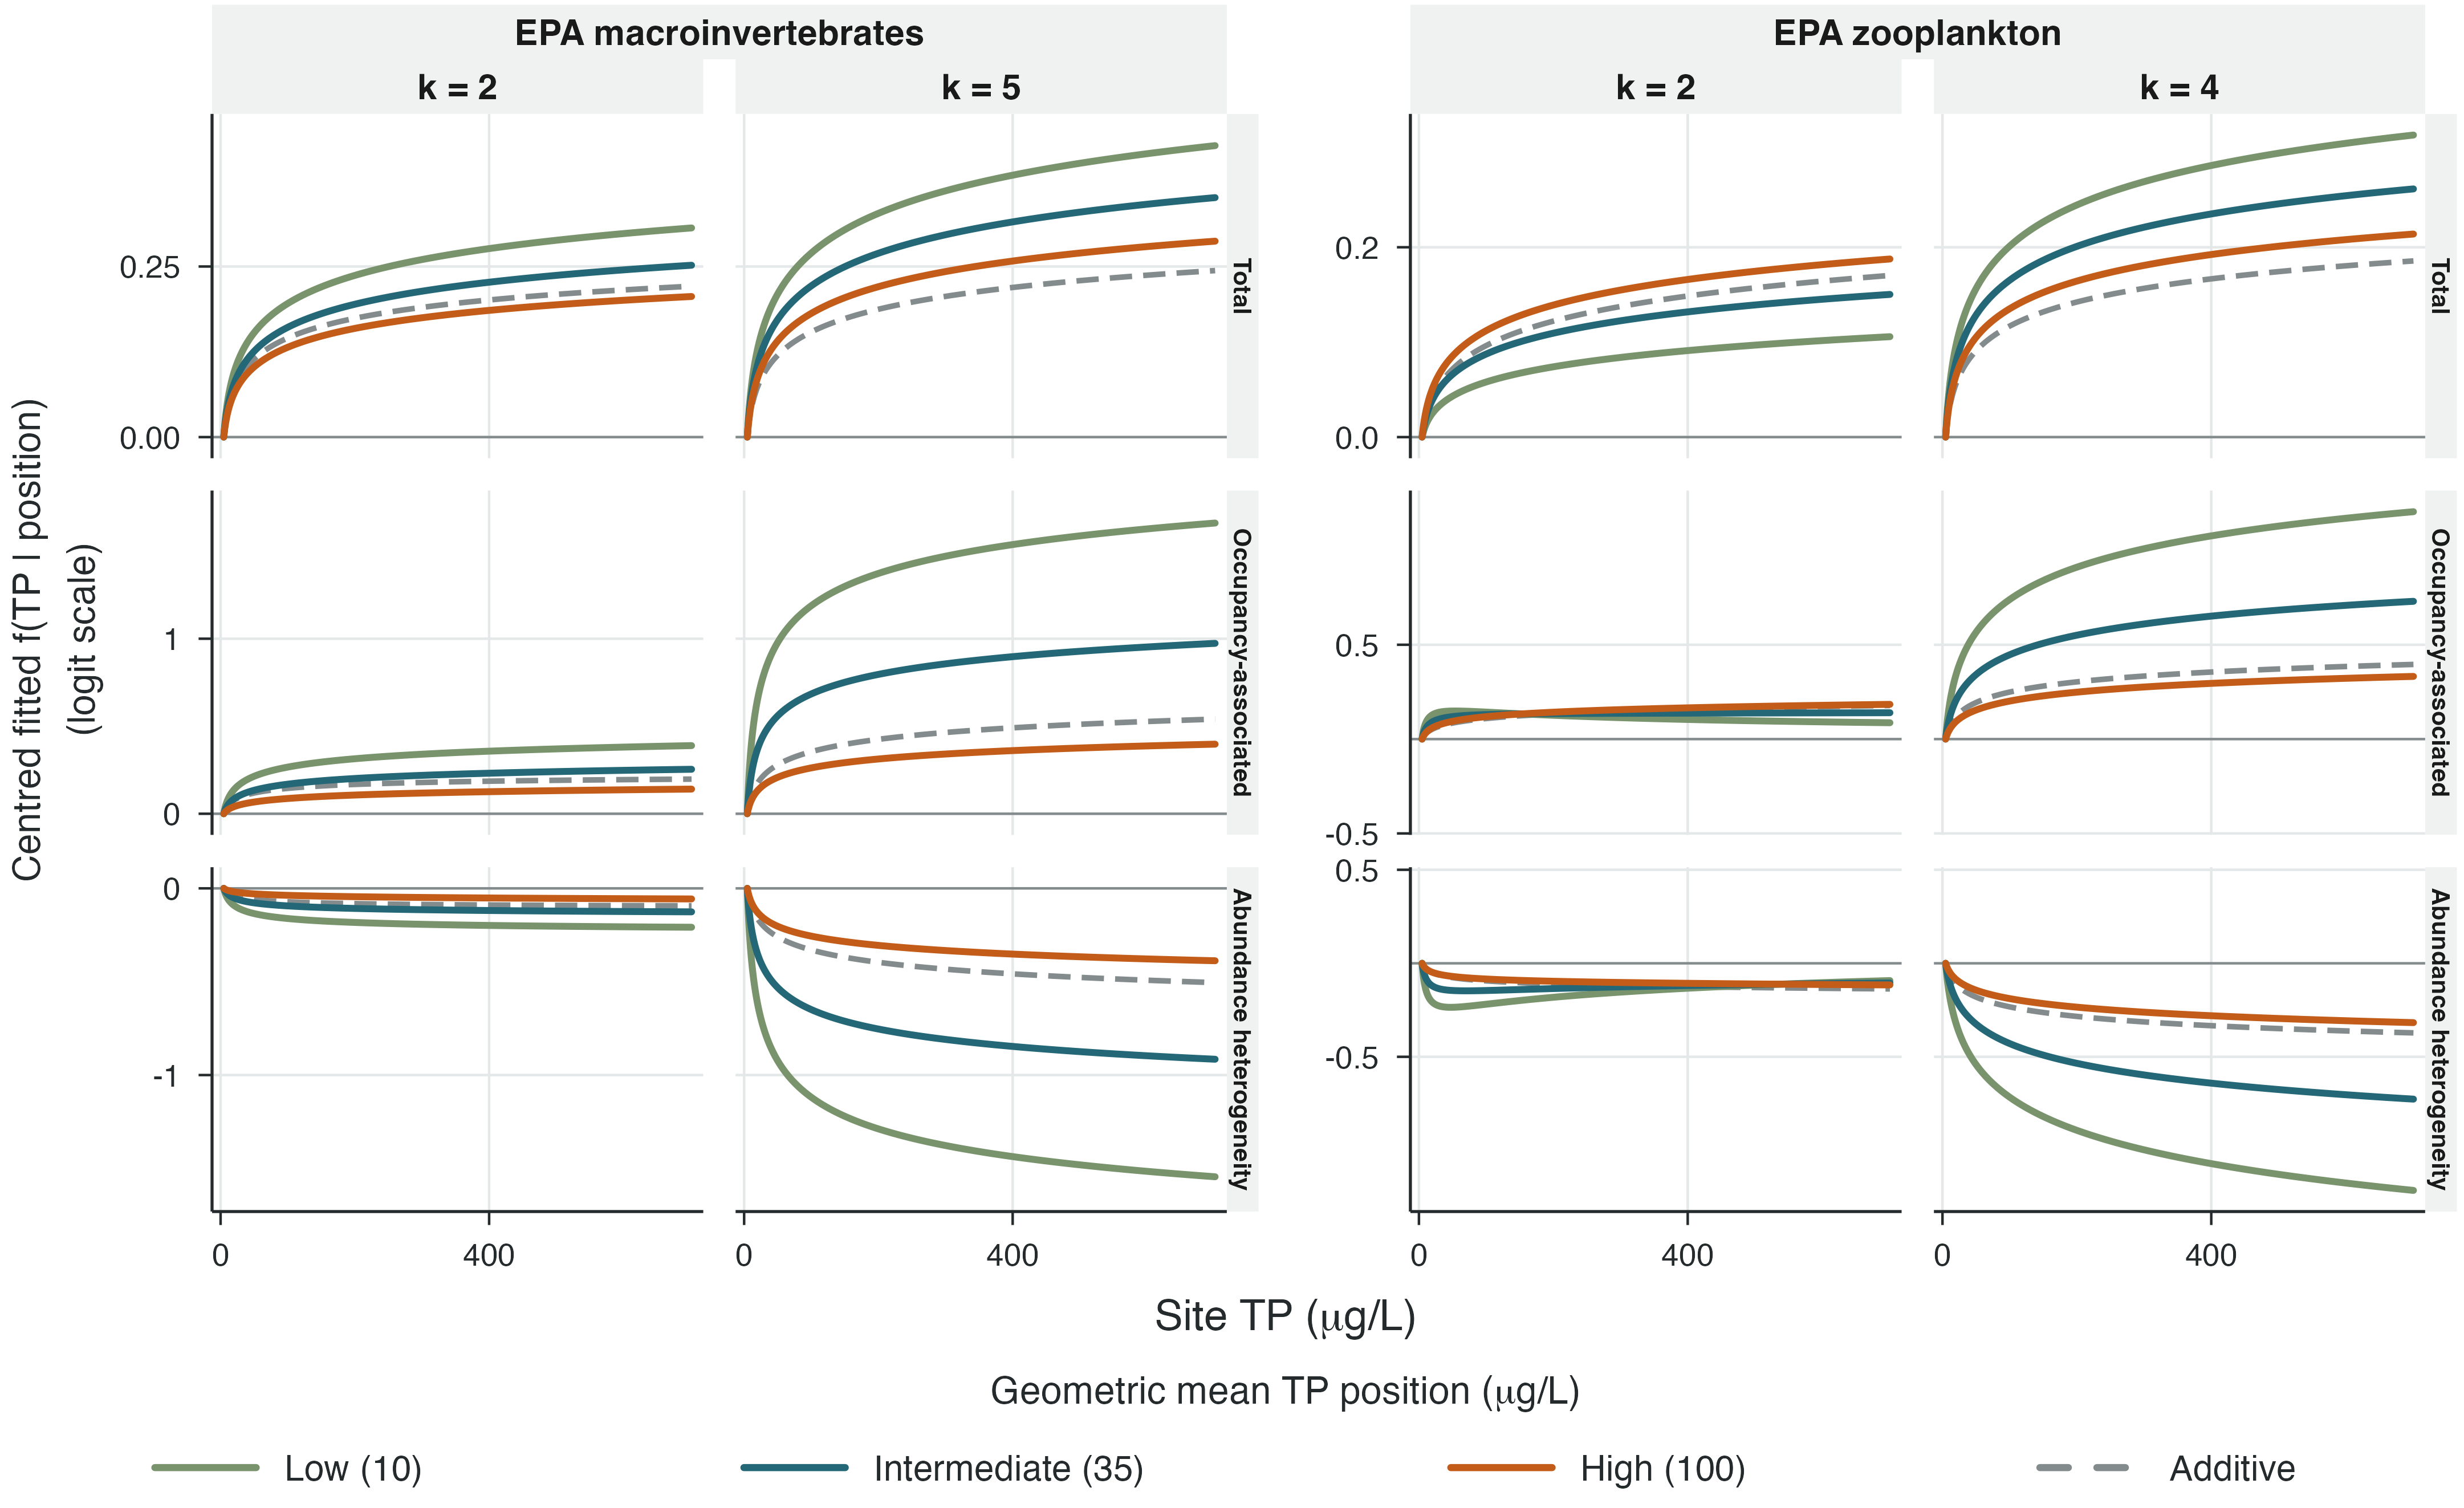 EPA macroinvertebrates
EPA zooplankton
k = 2
k = 5
k = 2
k = 4
Centred fitted f(TP | position)
(logit scale)
0.25
0.00
Total
0.2
0.0
Total
1
0
Occupancy-associated
0.5
-0.5
Occupancy-associated
0
-1
Abundance heterogeneity
0.5
-0.5
Abundance heterogeneity
0
400
0
400
0
400
0
400
Site TP (μg/L)
Geometric mean TP position (μg/L)
Low (10)
Intermediate (35)
High (100)
Additive